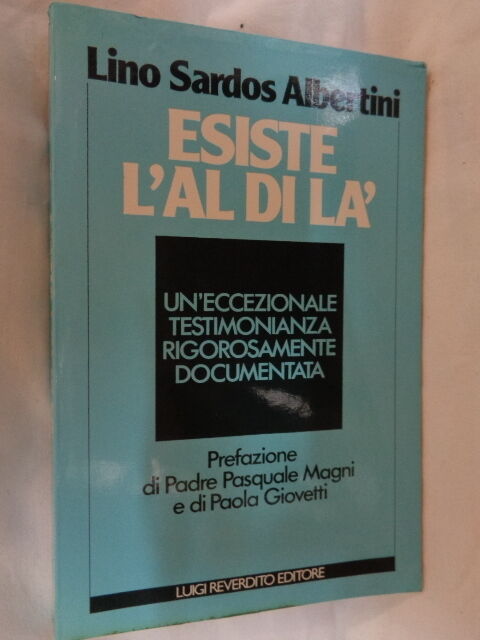 Lino Sardos Albertini
ESISTE
L'AL DI LA'
UN'ECCEZIONALE
TESTIMONIANZA
RIGOROSAMENTE
DOCUMENTATA
Prefazione
di Padre Pasquale Magni
e di Paola Giovetti
LUIGI REVERDITO EDITORE